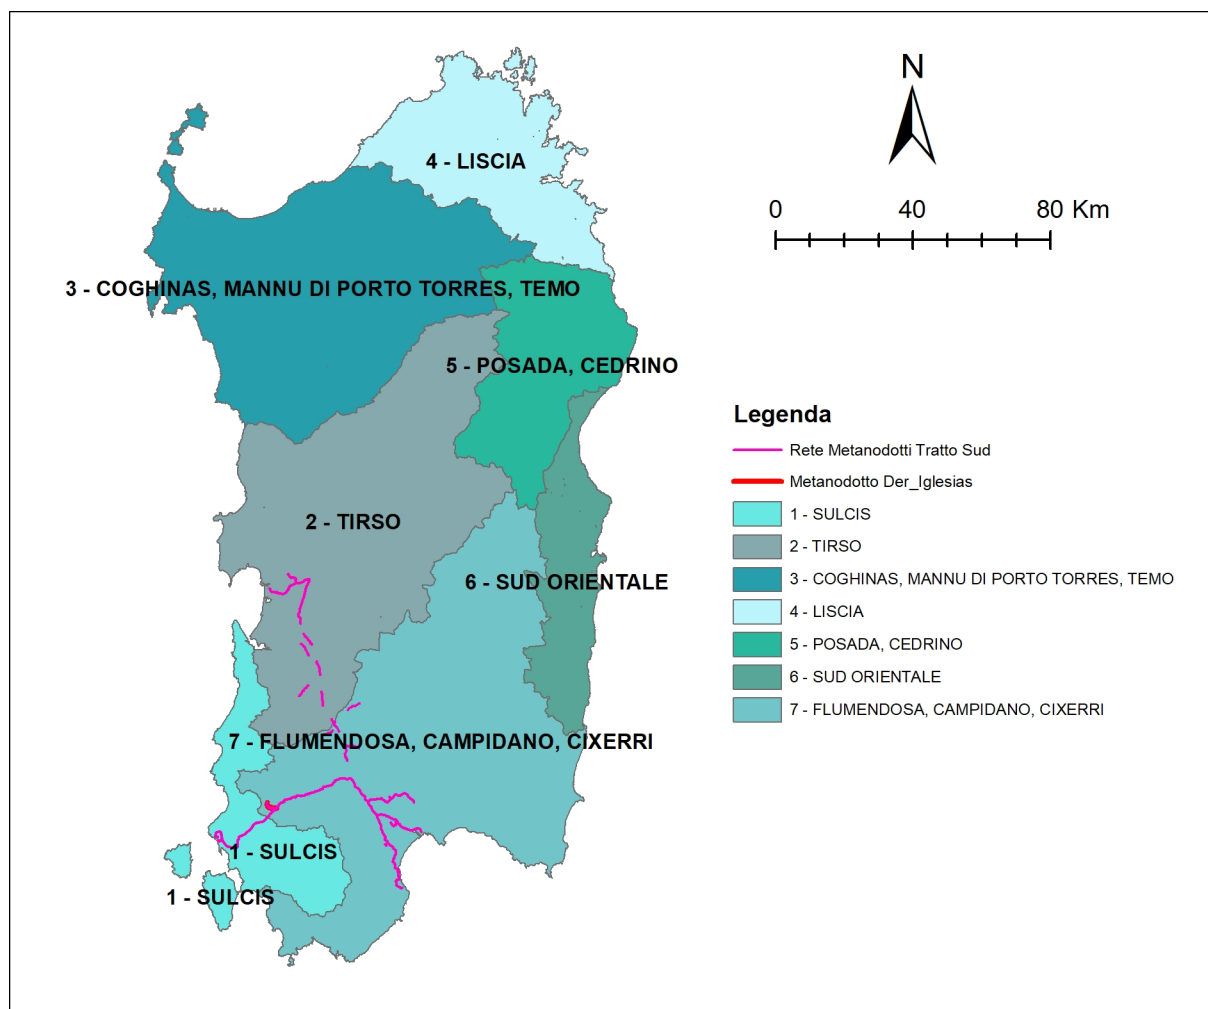 N
0 40 80 Km
4 - LISCIA
3 - COGHINAS, MANNU DI PORTO TORRES, TEMO
5 - POSADA, CEDRINO
2 - TIRSO
6 - SUD ORIENTALE
7 - FLUMENDOSA, CAMPIDANO, CIXERRI
1 - SULCIS
1 - SULCIS
Legenda
Rete Metanodotti Tratto Sud
Metanodotto Der_Iglesias
1 - SULCIS
2 - TIRSO
3 - COGHINAS, MANNU DI PORTO TORRES, TEMO
4 - LISCIA
5 - POSADA, CEDRINO
6 - SUD ORIENTALE
7 - FLUMENDOSA, CAMPIDANO, CIXERRI